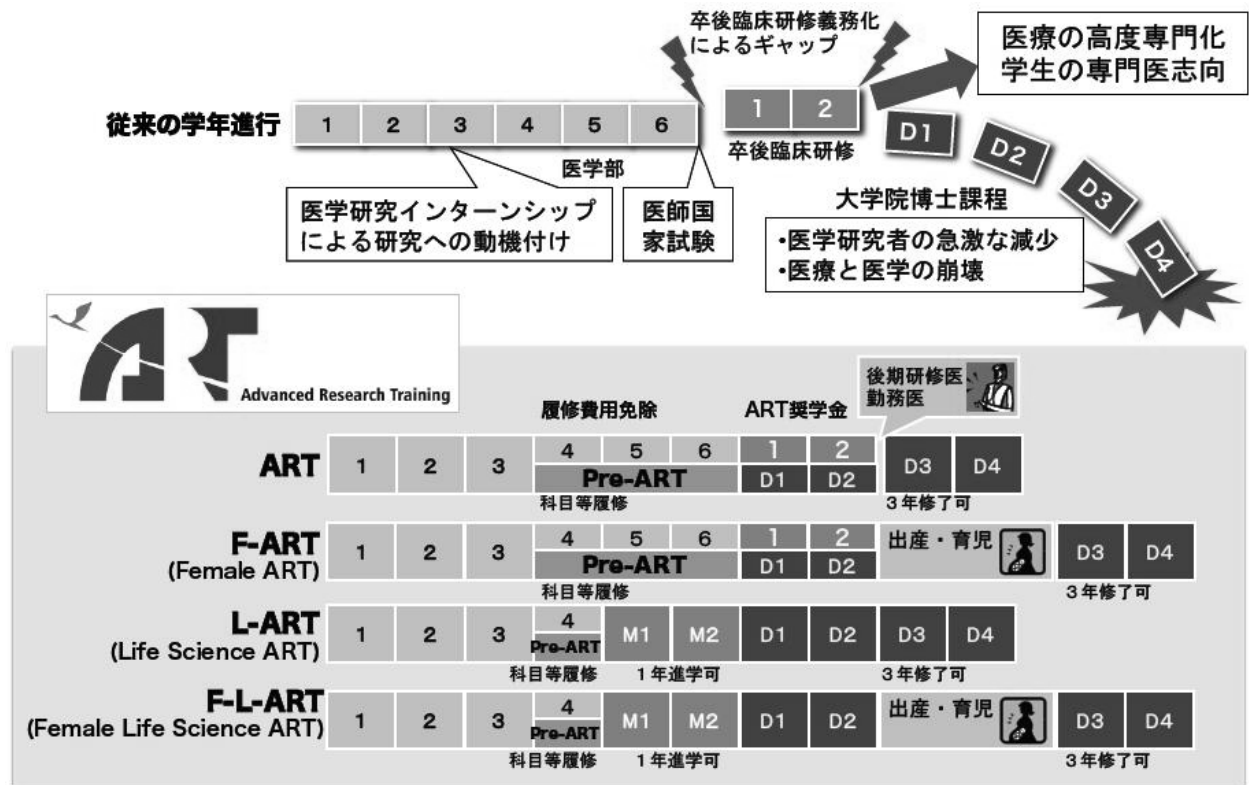 卒後臨床研修義務化
によるギャップ
医療の高度専門化
学生の専門医志向
従来の学年進行
1 2 3 4 5 6
1 2
D1 D2 D3 D4
医学部
卒後臨床研修
医学研究インターンシップ
による研究への動機付け
医師国
家試験
大学院博士課程
・医学研究者の急激な減少
・医療と医学の崩壊
ART
Advanced Research Training
履修費用免除
ART奨学金
後期研修医
勤務医
ART
1 2 3 4 5 6 1 2 D3 D4
Pre-ART D1 D2
科目等履修
3年修了可
F-ART
(Female ART)
1 2 3 4 5 6 1 2 出産・育児 D3 D4
Pre-ART D1 D2
科目等履修
3年修了可
L-ART
(Life Science ART)
1 2 3 4 M1 M2 D1 D2 D3 D4
Pre-ART
科目等履修
1年進学可
3年修了可
F-L-ART
(Female Life Science ART)
1 2 3 4 M1 M2 D1 D2 出産・育児 D3 D4
Pre-ART
科目等履修
1年進学可
3年修了可